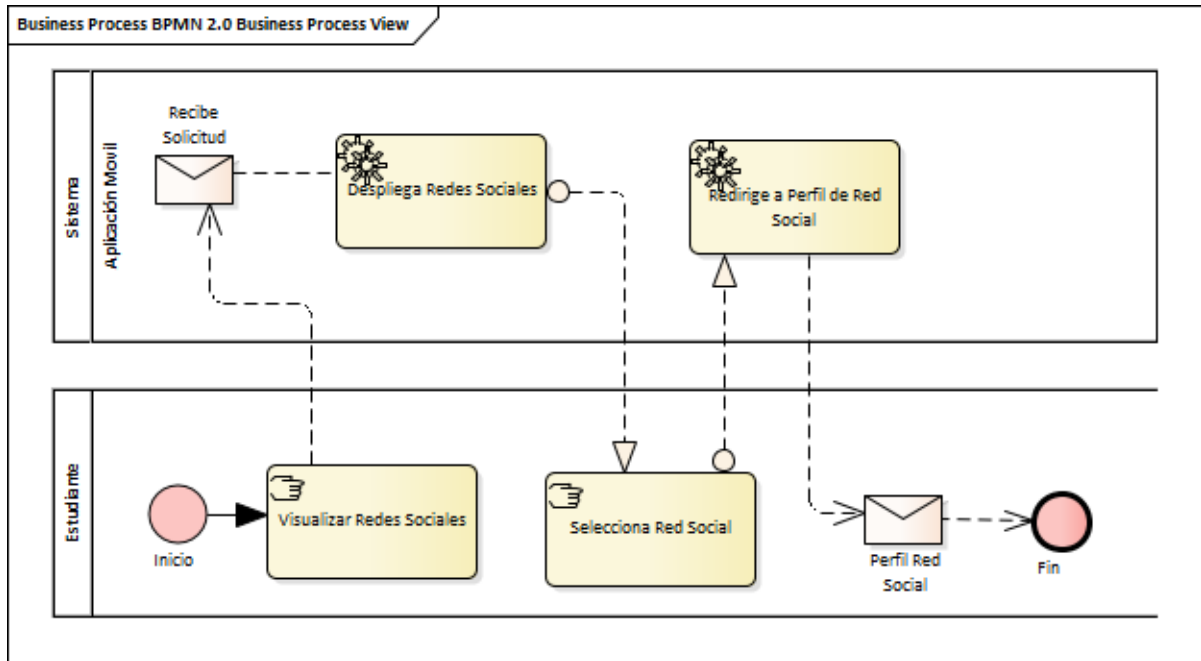 Business Process BPMN 2.0 Business Process View
Sistema
Aplicación Movil
Recibe
Solicitud
Despliega Redes Sociales
Redirige a Perfil de Red
Social
Estudiante
Inicio
Visualizar Redes Sociales
Selecciona Red Social
Perfil Red
Social
Fin